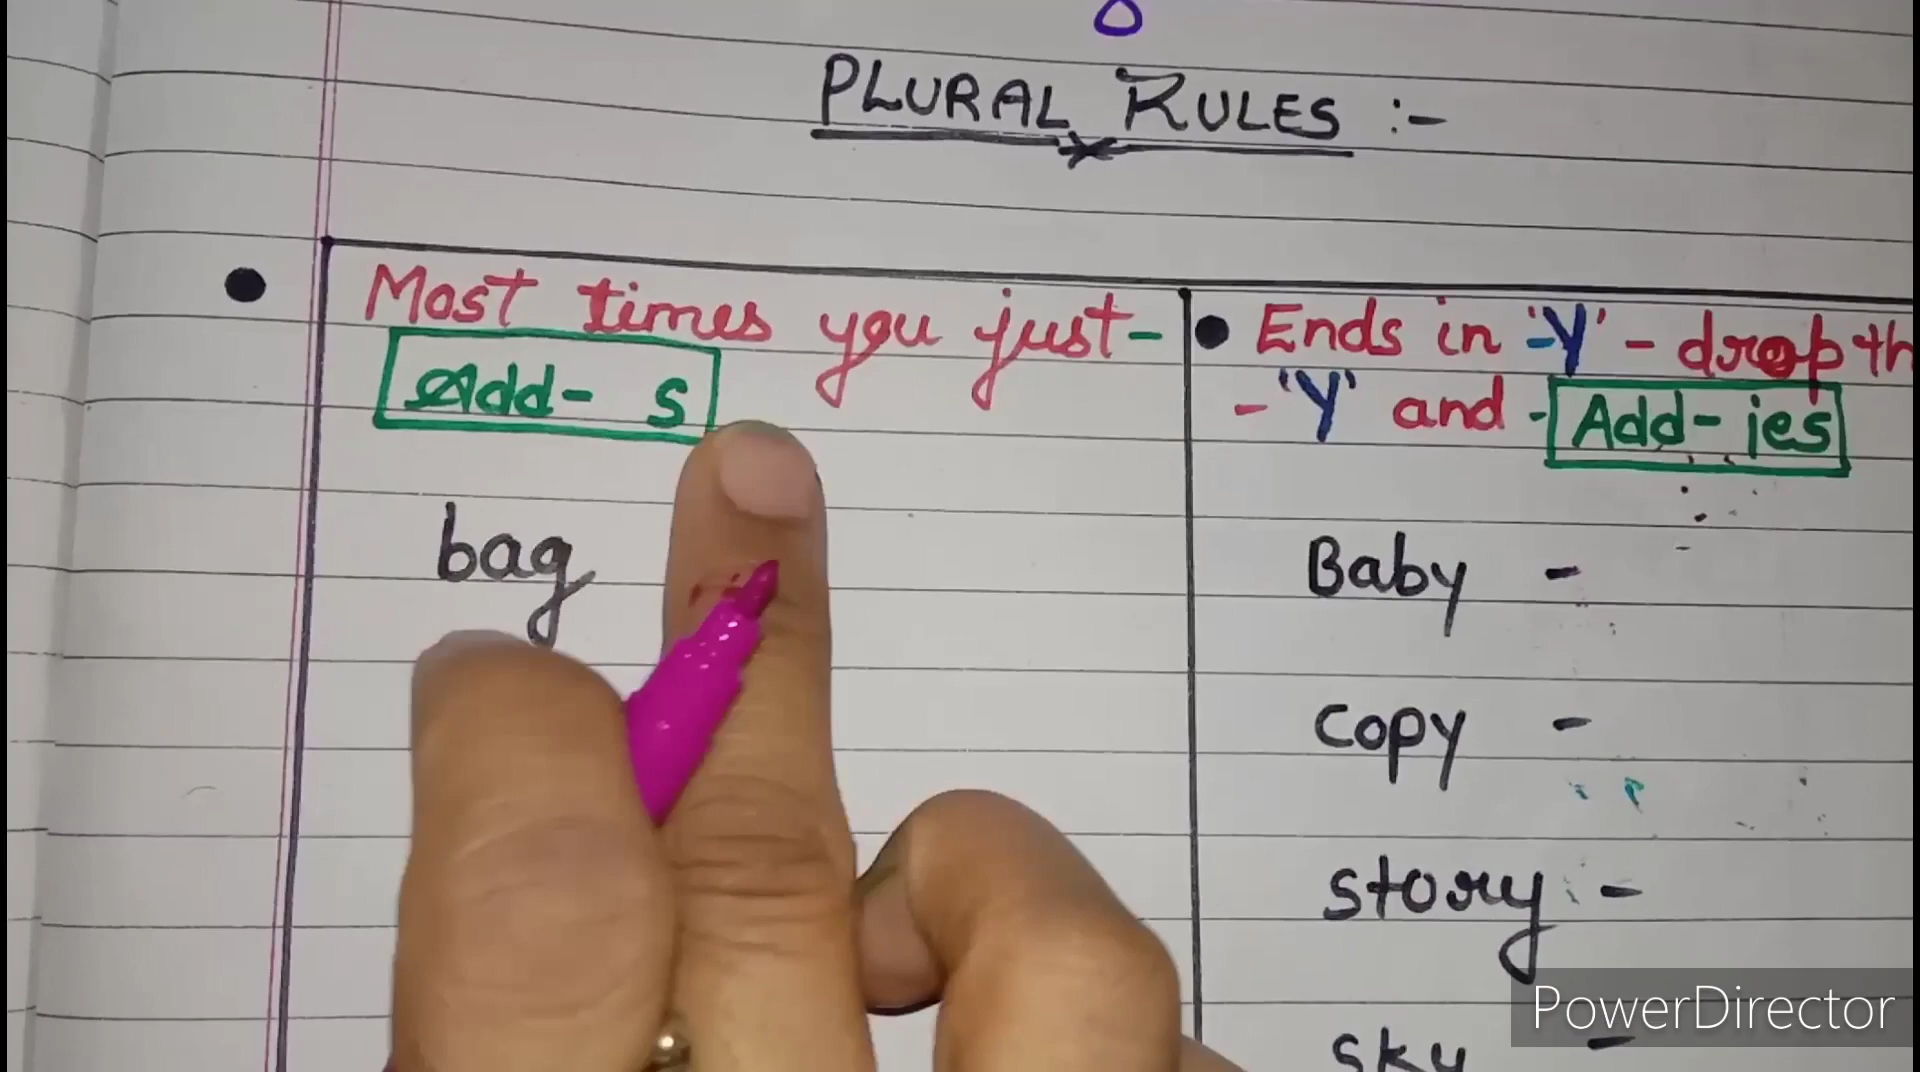 PLURAL RULES :-
Most times you just-
Add- s
bag
Ends in '-Y' - drop th
- 'Y' and - Add- ies
Baby -
Copy -
story -
sky -
PowerDirector